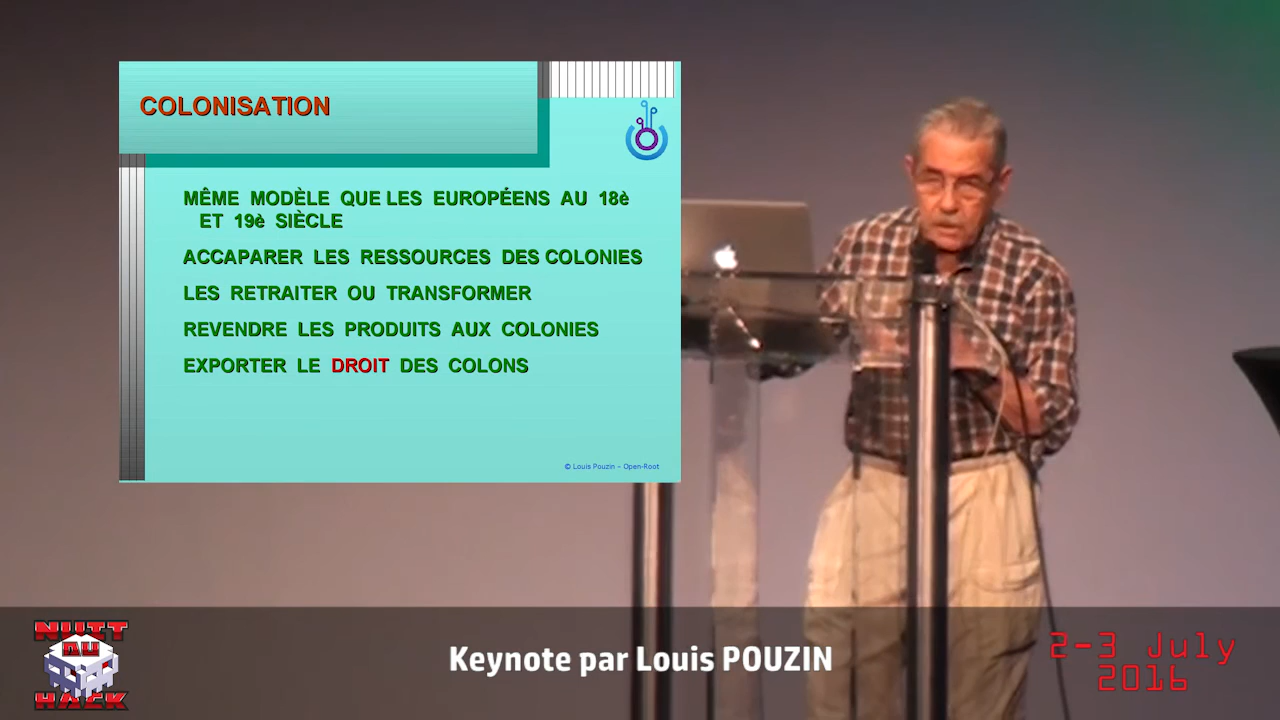 COLONISATION
MÊME MODÈLE QUE LES EUROPÉENS AU 18è
ET 19è SIÈCLE
ACCAPARER LES RESSOURCES DES COLONIES
LES RETRAITER OU TRANSFORMER
REVENDRE LES PRODUITS AUX COLONIES
EXPORTER LE DROIT DES COLONS
© Louis Pouzin – Open-Root
NUIT
AU
HACK
Keynote par Louis POUZIN
2-3 July
2016